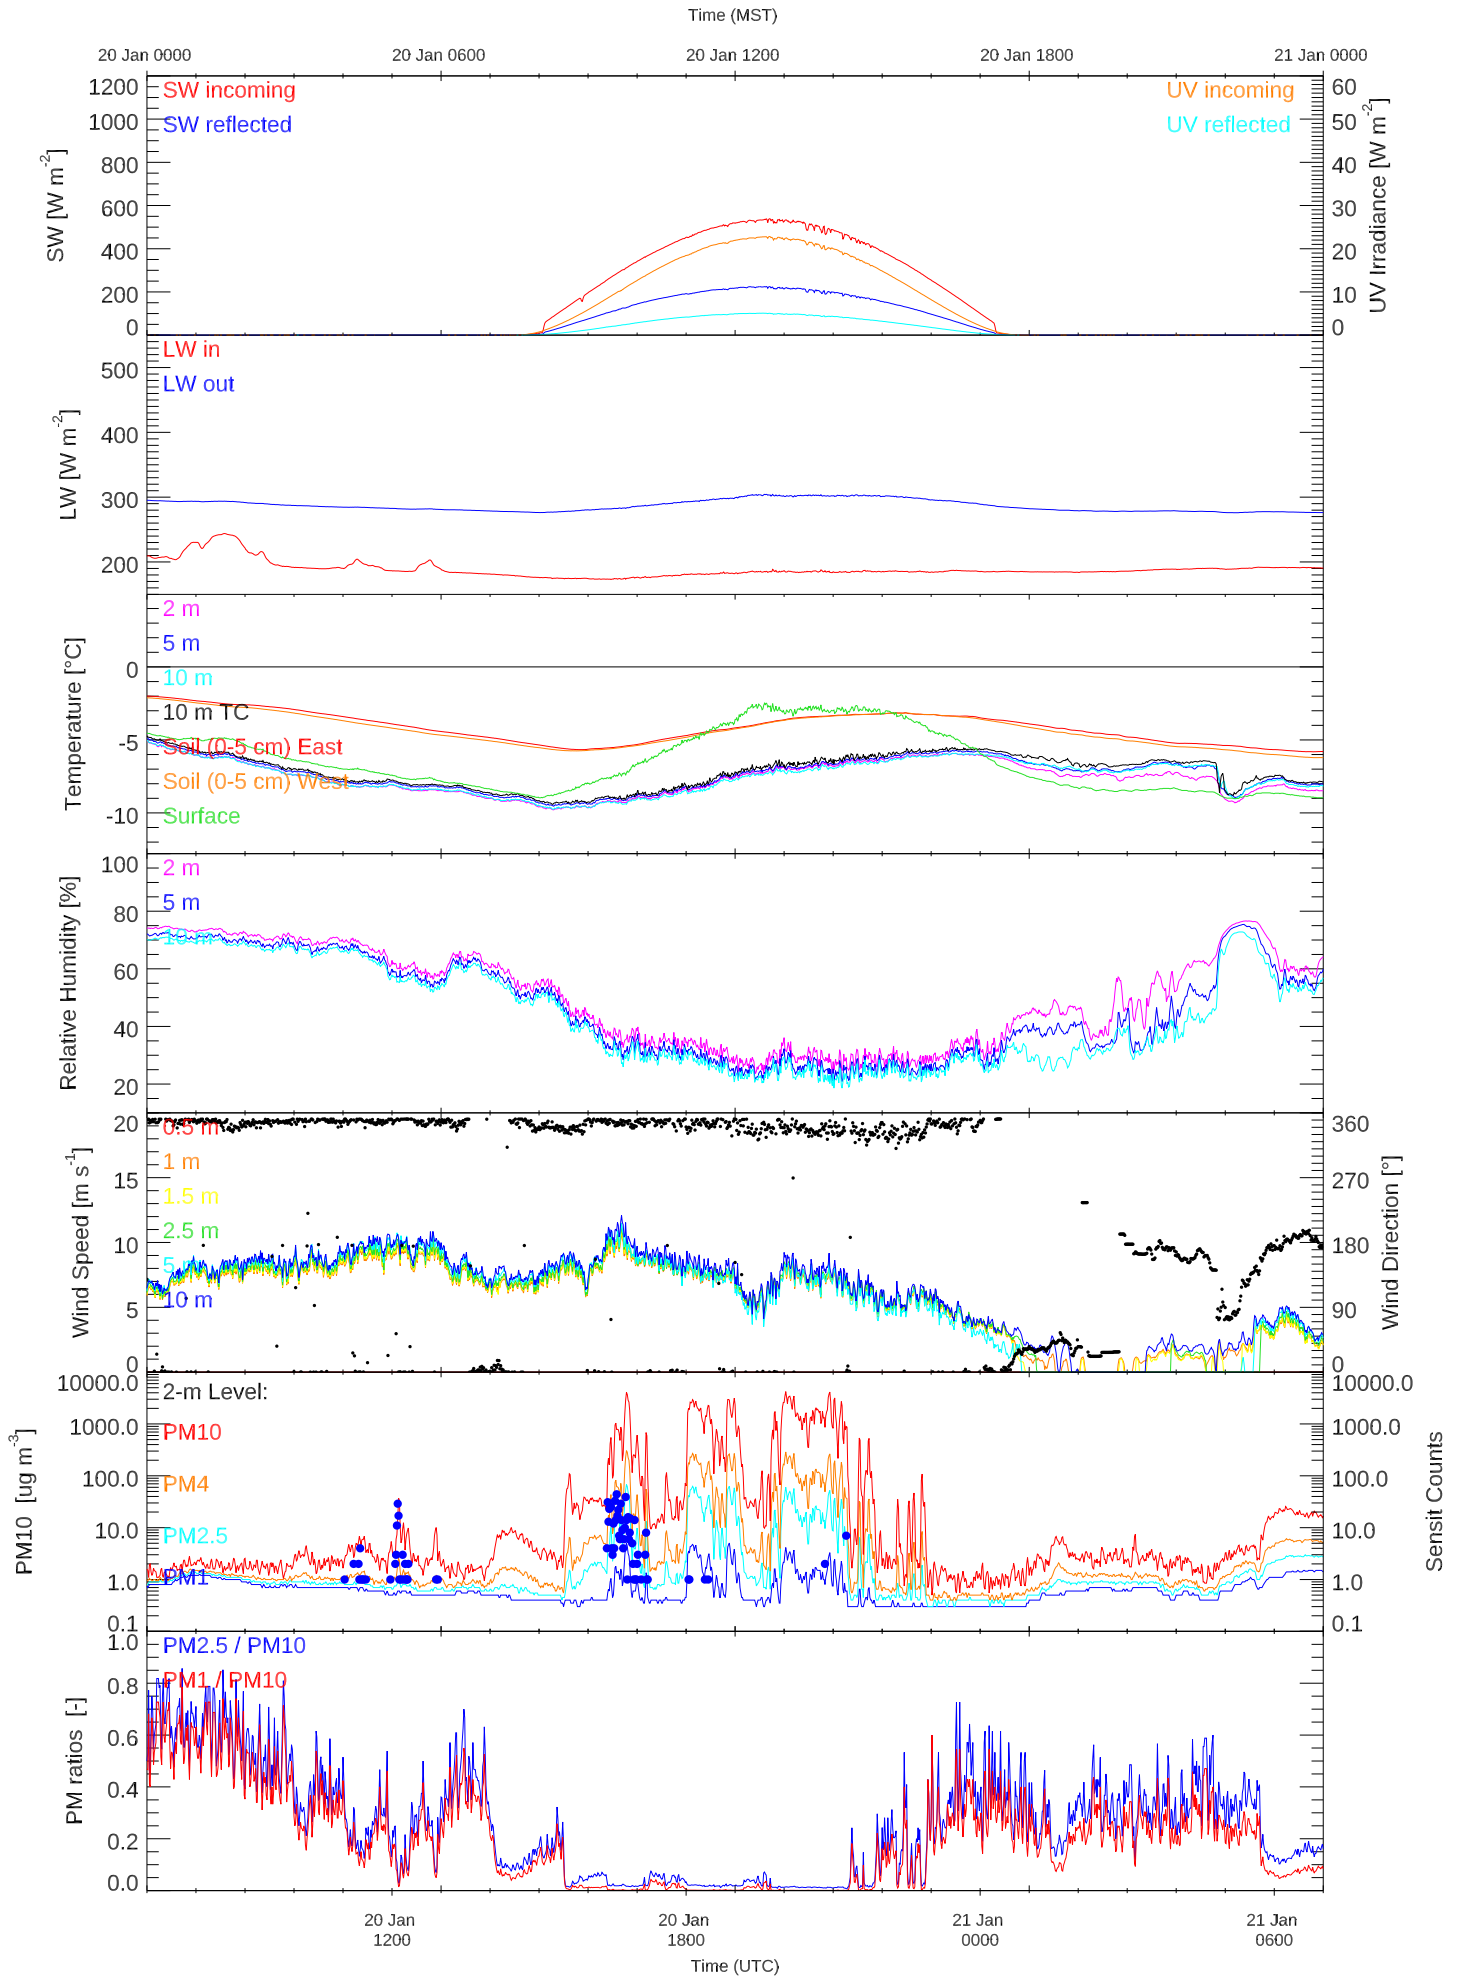 Time (MST)
20 Jan 0000 20 Jan 0600 20 Jan 1200 20 Jan 1800 21 Jan 0000
SW [W m-2]
1200
1000
800
600
400
200
0
SW incoming
SW reflected
UV incoming
UV reflected
60
50
40
30
20
10
0
UV Irradiance [W m-2]
LW [W m-2]
500
400
300
200
LW in
LW out
Temperature [°C]
0
-5
-10
2 m
5 m
10 m
10 m TC
Soil (0-5 cm) East
Soil (0-5 cm) West
Surface
Relative Humidity [%]
100
80
60
40
20
2 m
5 m
10 m
Wind Speed [m s-1]
20
15
10
5
0
0.5 m
1 m
1.5 m
2.5 m
5 m
10 m
360
270
180
90
0
Wind Direction [°]
PM10 [ug m-3]
10000.0
1000.0
100.0
10.0
1.0
0.1
2-m Level:
PM10
PM4
PM2.5
PM1
10000.0
1000.0
100.0
10.0
1.0
0.1
Sensit Counts
PM ratios [-]
1.0
0.8
0.6
0.4
0.2
0.0
PM2.5 / PM10
PM1 / PM10
20 Jan 20 Jan 21 Jan 21 Jan
1200 1800 0000 0600
Time (UTC)